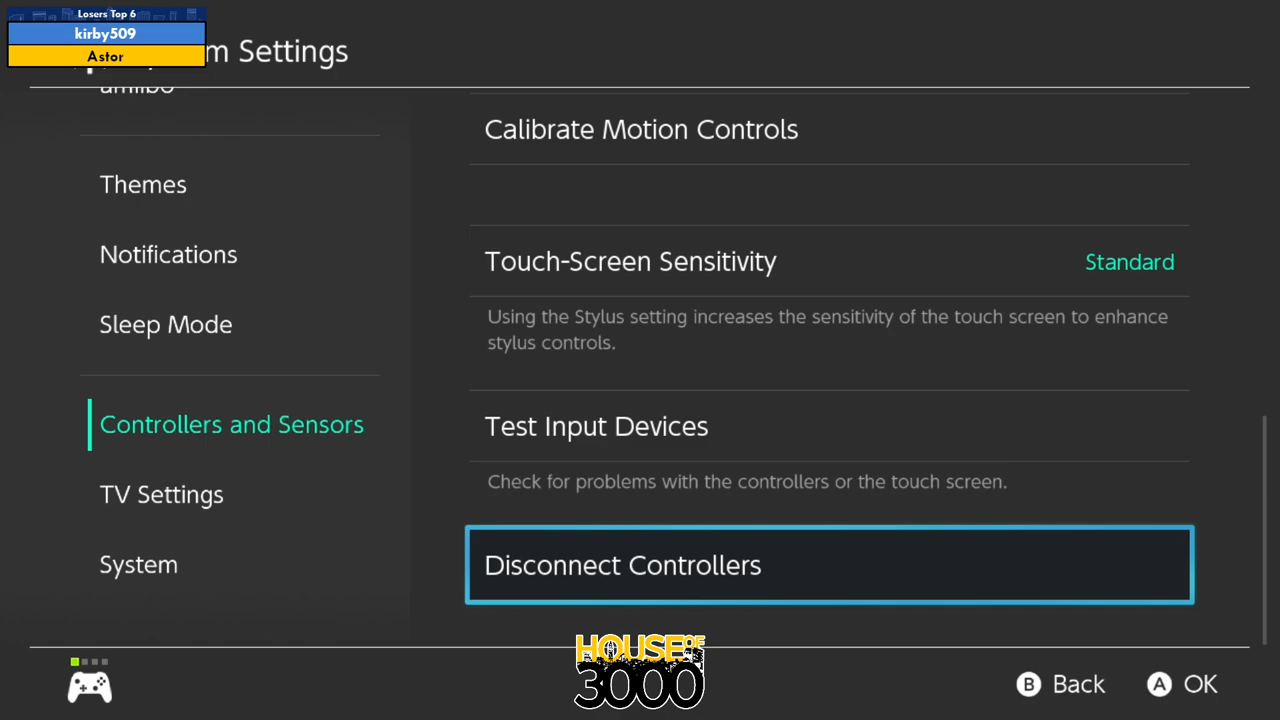 Losers Top 6
kirby509
Astor
m Settings
amiibo
Themes
Notifications
Sleep Mode
Controllers and Sensors
TV Settings
System
Calibrate Motion Controls
Touch-Screen Sensitivity
Standard
Using the Stylus setting increases the sensitivity of the touch screen to enhance
stylus controls.
Test Input Devices
Check for problems with the controllers or the touch screen.
Disconnect Controllers
HOUSE OF
3000
B Back
A OK